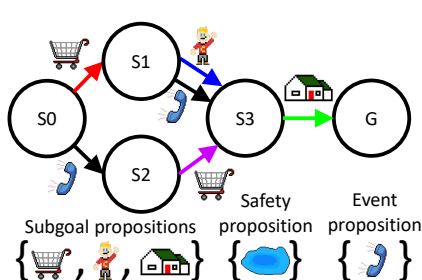 S1
S0
S3
G
S2
Safety
Event
Subgoal propositions
proposition
proposition
{ , , } { } { }